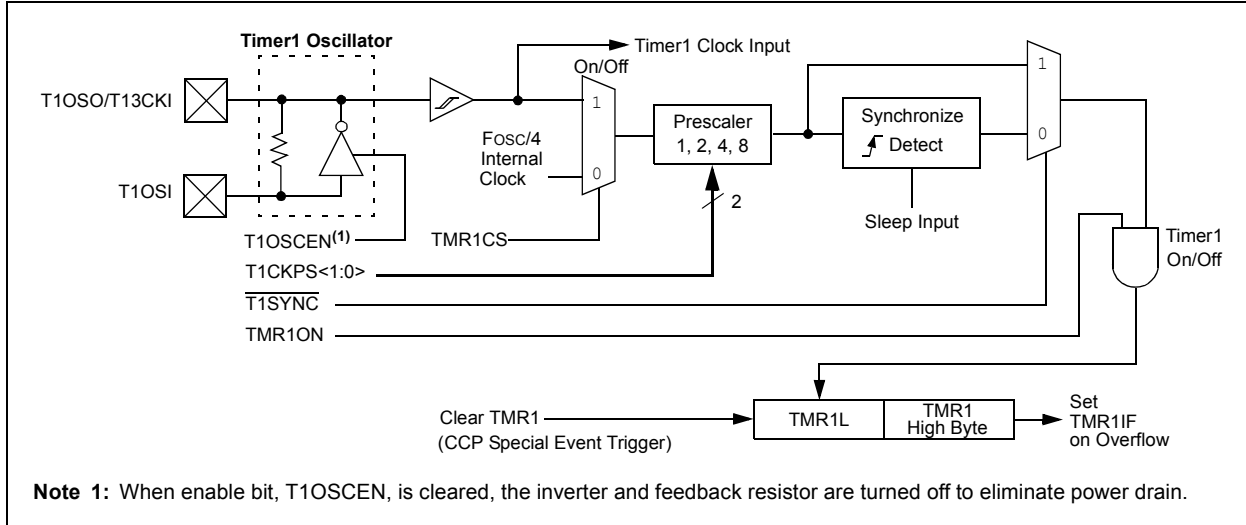 Timer1 Oscillator
Timer1 Clock Input
On/Off
T1OSO/T13CKI
T1OSI
1
0
FOSC/4
Internal
Clock
Prescaler
1, 2, 4, 8
2
Synchronize
Detect
Sleep Input
1
0
T1OSCEN(1)
TMR1CS
T1CKPS<1:0>
T1SYNC
TMR1ON
Timer1
On/Off
Clear TMR1
(CCP Special Event Trigger)
TMR1L
TMR1
High Byte
Set
TMR1IF
on Overflow
Note 1: When enable bit, T1OSCEN, is cleared, the inverter and feedback resistor are turned off to eliminate power drain.